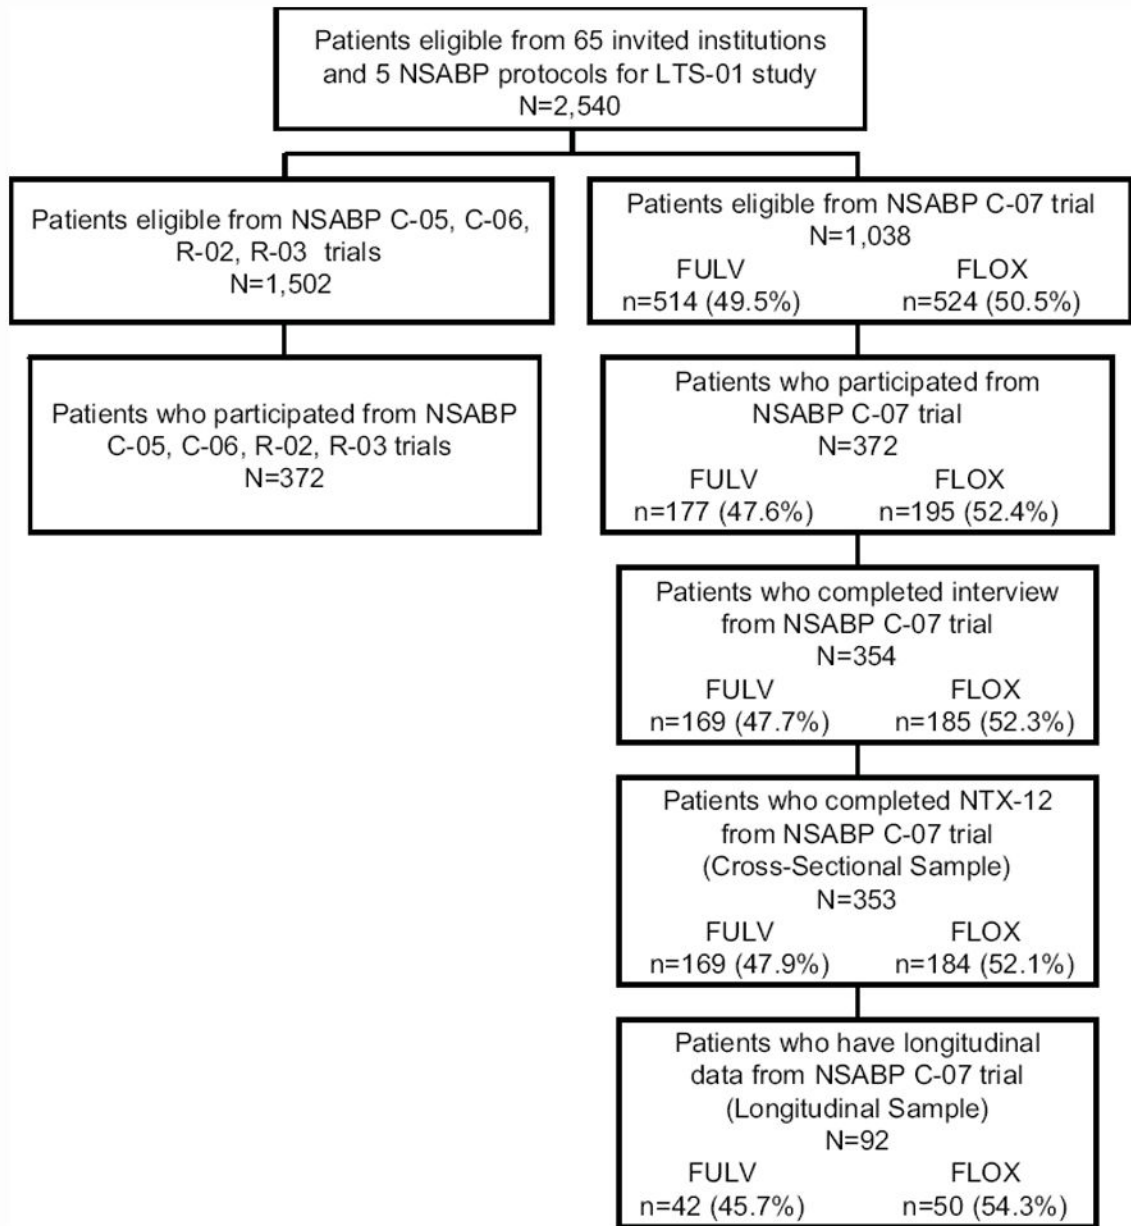 Patients eligible from 65 invited institutions
and 5 NSABP protocols for LTS-01 study
N=2,540
Patients eligible from NSABP C-05, C-06,
R-02, R-03 trials
N=1,502
Patients who participated from NSABP
C-05, C-06, R-02, R-03 trials
N=372
Patients eligible from NSABP C-07 trial
N=1,038
FULV FLOX
n=514 (49.5%) n=524 (50.5%)
Patients who participated from
NSABP C-07 trial
N=372
FULV FLOX
n=177 (47.6%) n=195 (52.4%)
Patients who completed interview
from NSABP C-07 trial
N=354
FULV FLOX
n=169 (47.7%) n=185 (52.3%)
Patients who completed NTX-12
from NSABP C-07 trial
(Cross-Sectional Sample)
N=353
FULV FLOX
n=169 (47.9%) n=184 (52.1%)
Patients who have longitudinal
data from NSABP C-07 trial
(Longitudinal Sample)
N=92
FULV FLOX
n=42 (45.7%) n=50 (54.3%)